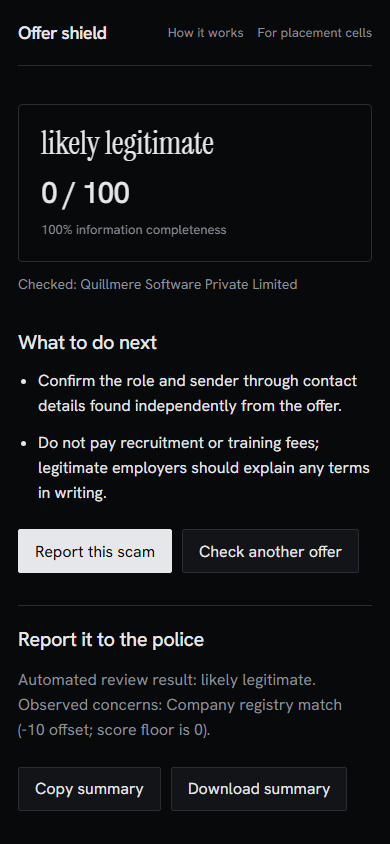 Offer shield
How it works
For placement cells
likely legitimate
0 / 100
100% information completeness
Checked: Quillmere Software Private Limited
What to do next
• Confirm the role and sender through contact
details found independently from the offer.
• Do not pay recruitment or training fees;
legitimate employers should explain any terms
in writing.
Report this scam
Check another offer
Report it to the police
Automated review result: likely legitimate.
Observed concerns: Company registry match
(-10 offset; score floor is 0).
Copy summary
Download summary